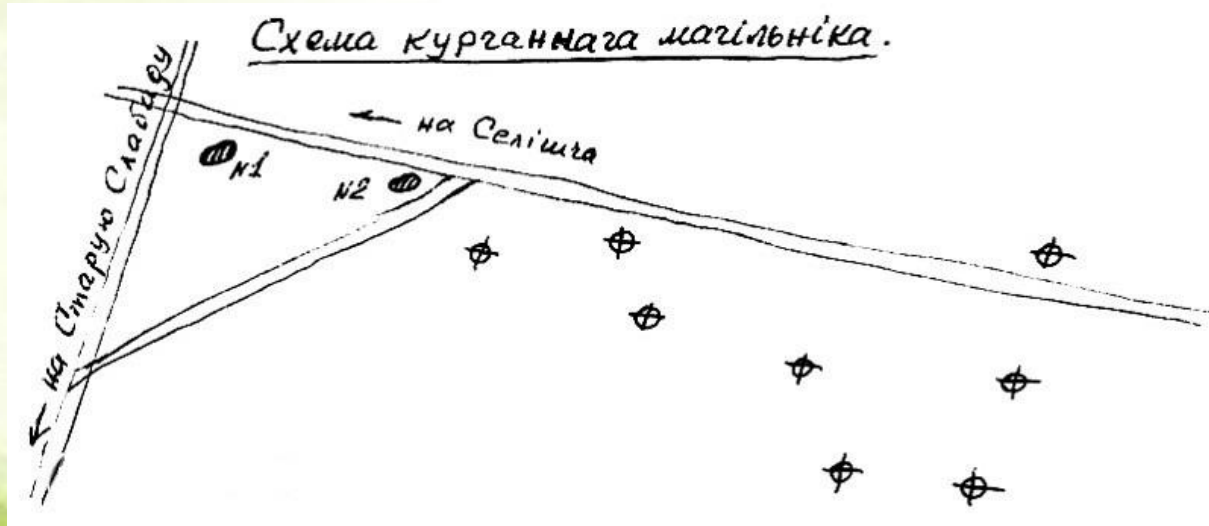 Схема курганнага магільніка.
на Старую Слабаду
← на Селішча
№1
№2